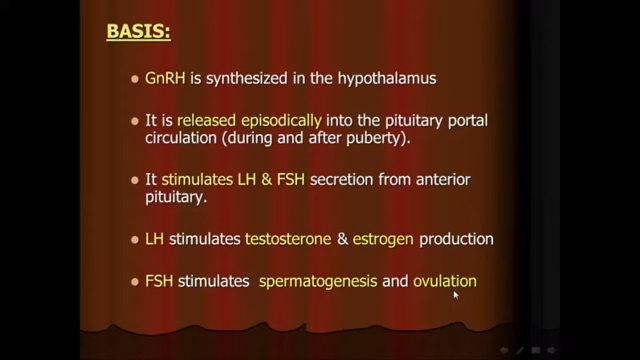 BASIS:
GnRH is synthesized in the hypothalamus
It is released episodically into the pituitary portal
circulation (during and after puberty).
It stimulates LH & FSH secretion from anterior
pituitary.
LH stimulates testosterone & estrogen production
FSH stimulates spermatogenesis and ovulation